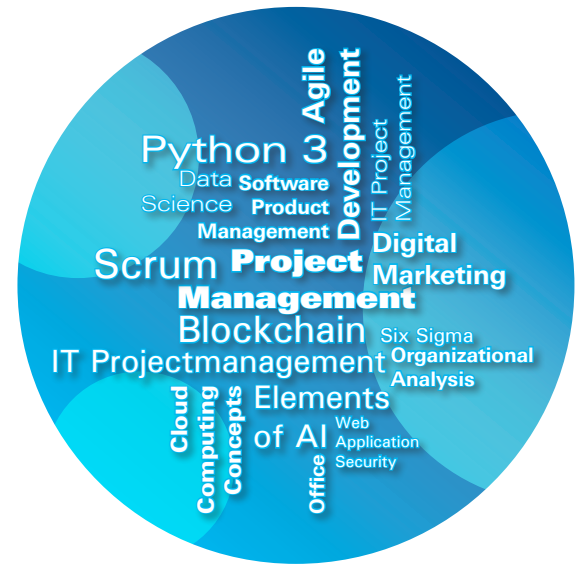 Agile
Development
IT Project
Management
Python 3
Data
Science
Software
Product
Management
Digital
Marketing
Scrum
Project
Management
Blockchain
Six Sigma
IT Projectmanagement
Organizational
Analysis
Cloud
Computing
Concepts
Elements
of AI
Web
Application
Security
Office